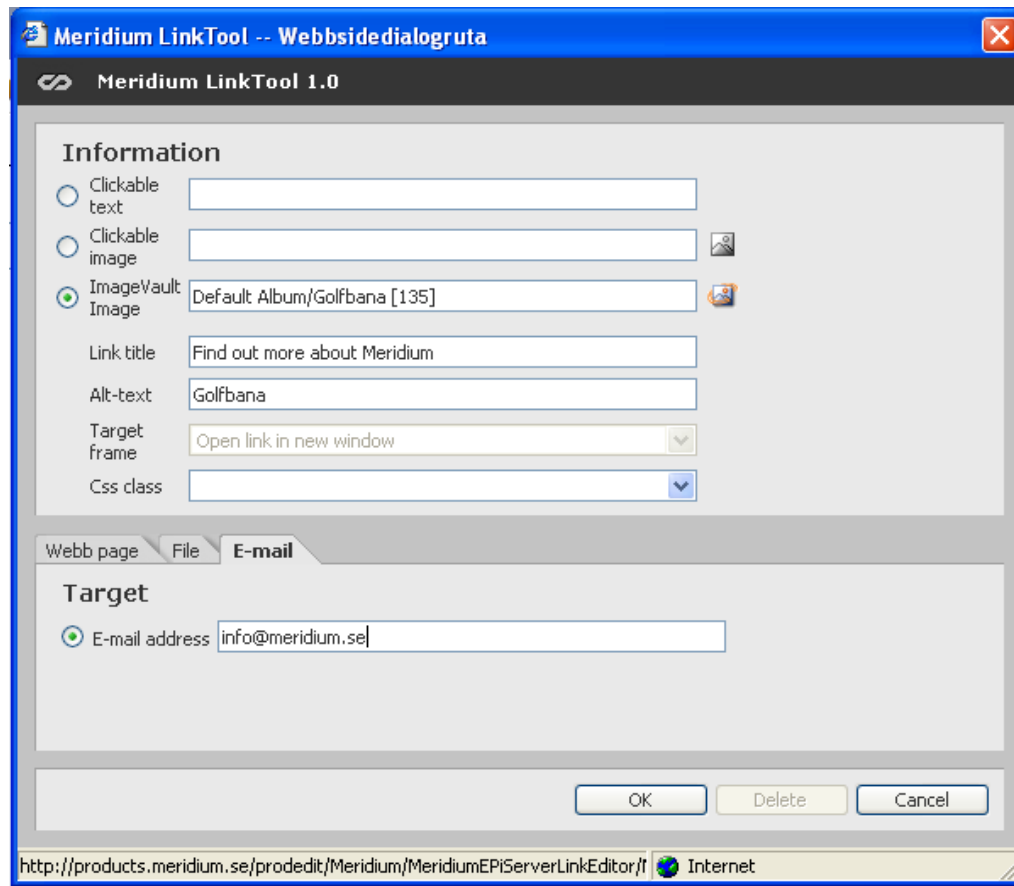 Meridium LinkTool -- Webbsidedialogruta
Meridium LinkTool 1.0
Information
Clickable
text
Clickable
image
ImageVault
Image
Default Album/Golfbana [135]
Link title
Find out more about Meridium
Alt-text
Golfbana
Target
frame
Open link in new window
Css class
Webb page
File
E-mail
Target
E-mail address
info@meridium.se
OK
Delete
Cancel
http://products.meridium.se/prodedit/Meridium/MeridiumEPiServerLinkEditor/
Internet